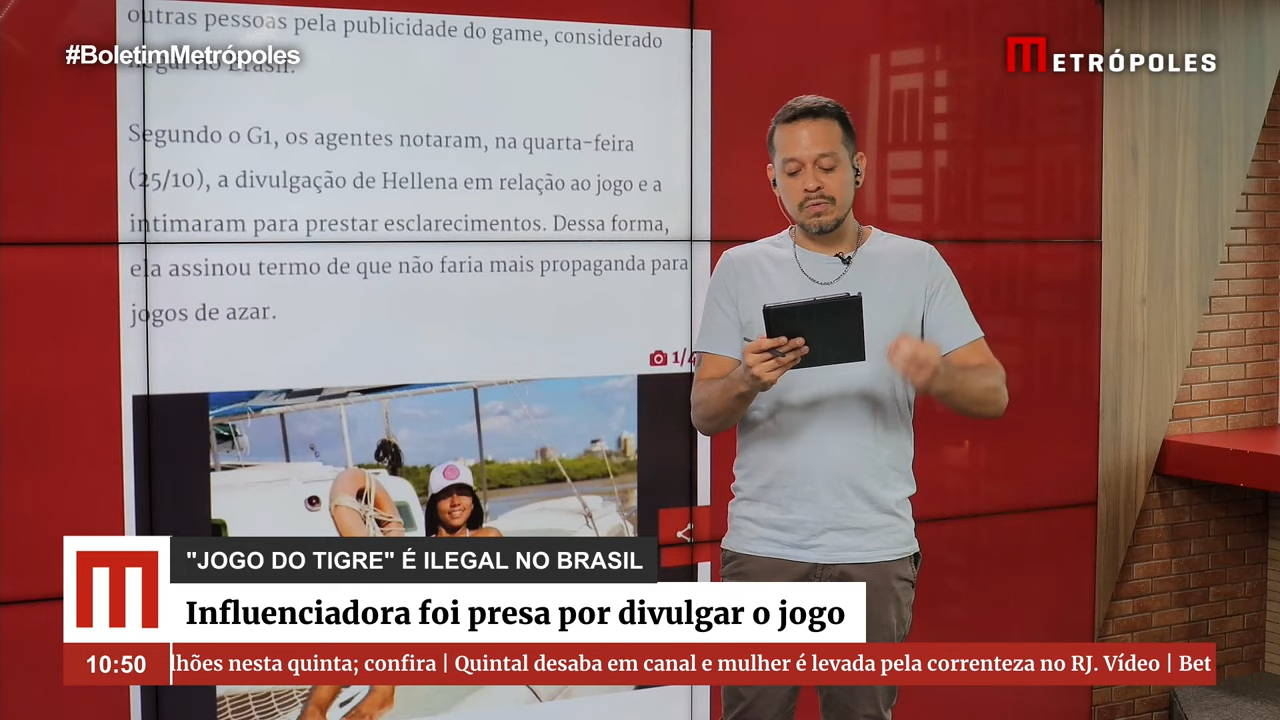 outras pessoas pela publicidade do game, considerado
#BoletimMetrópoles
ilegal no Brasil.
METRÓPOLES
Segundo o G1, os agentes notaram, na quarta-feira
(25/10), a divulgação de Hellena em relação ao jogo e a
intimaram para prestar esclarecimentos. Dessa forma,
ela assinou termo de que não faria mais propaganda para
jogos de azar.
1/4
"JOGO DO TIGRE" É ILEGAL NO BRASIL
M
Influenciadora foi presa por divulgar o jogo
10:50
lhões nesta quinta; confira | Quintal desaba em canal e mulher é levada pela correnteza no RJ. Vídeo | Bet